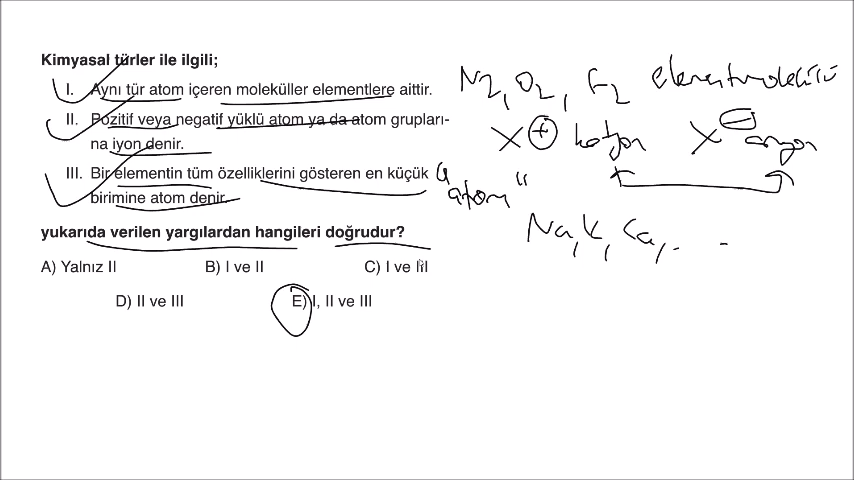 Kimyasal türler ile ilgili;
I. Aynı tür atom içeren moleküller elementlere aittir.
II. Pozitif veya negatif yüklü atom ya da atom grupları-
na iyon denir.
III. Bir elementin tüm özelliklerini gösteren en küçük
birimine atom denir.
yukarıda verilen yargılardan hangileri doğrudur?
A) Yalnız II B) I ve II C) I ve III
D) II ve III E) I, II ve III
N2, O2, F2 element molekülü
X + katyon X − anyon
"atom"
Na, K, Ca, . . .